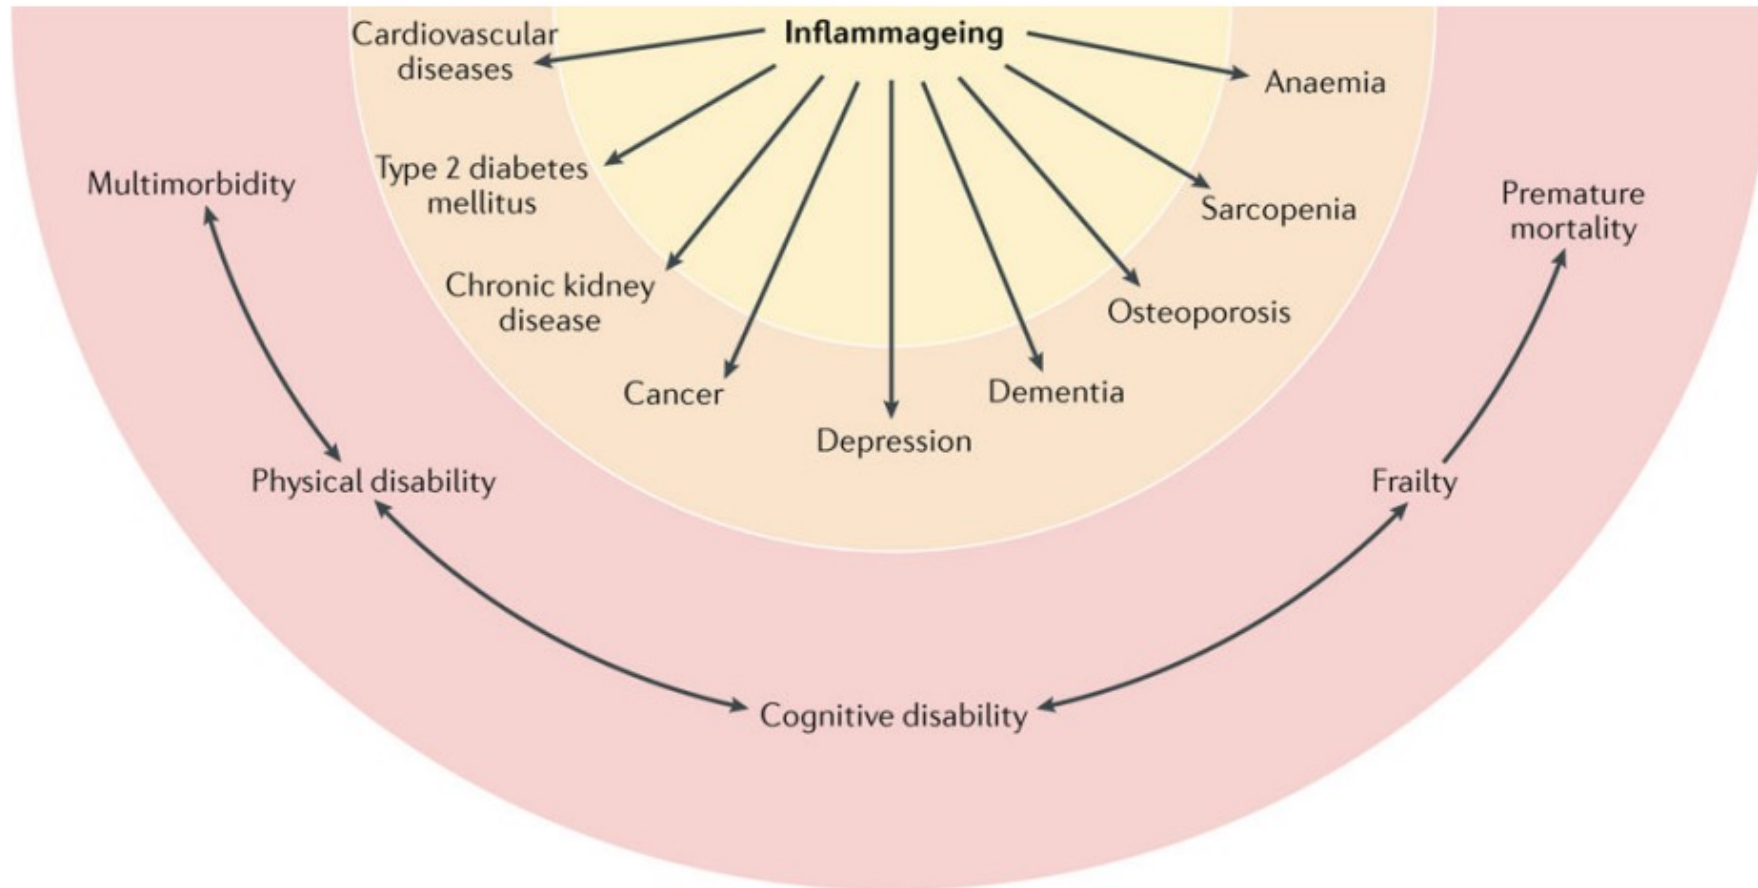 Inflammageing
Cardiovascular
diseases
Type 2 diabetes
mellitus
Chronic kidney
disease
Cancer
Depression
Dementia
Osteoporosis
Sarcopenia
Anaemia
Multimorbidity
Physical disability
Cognitive disability
Frailty
Premature
mortality